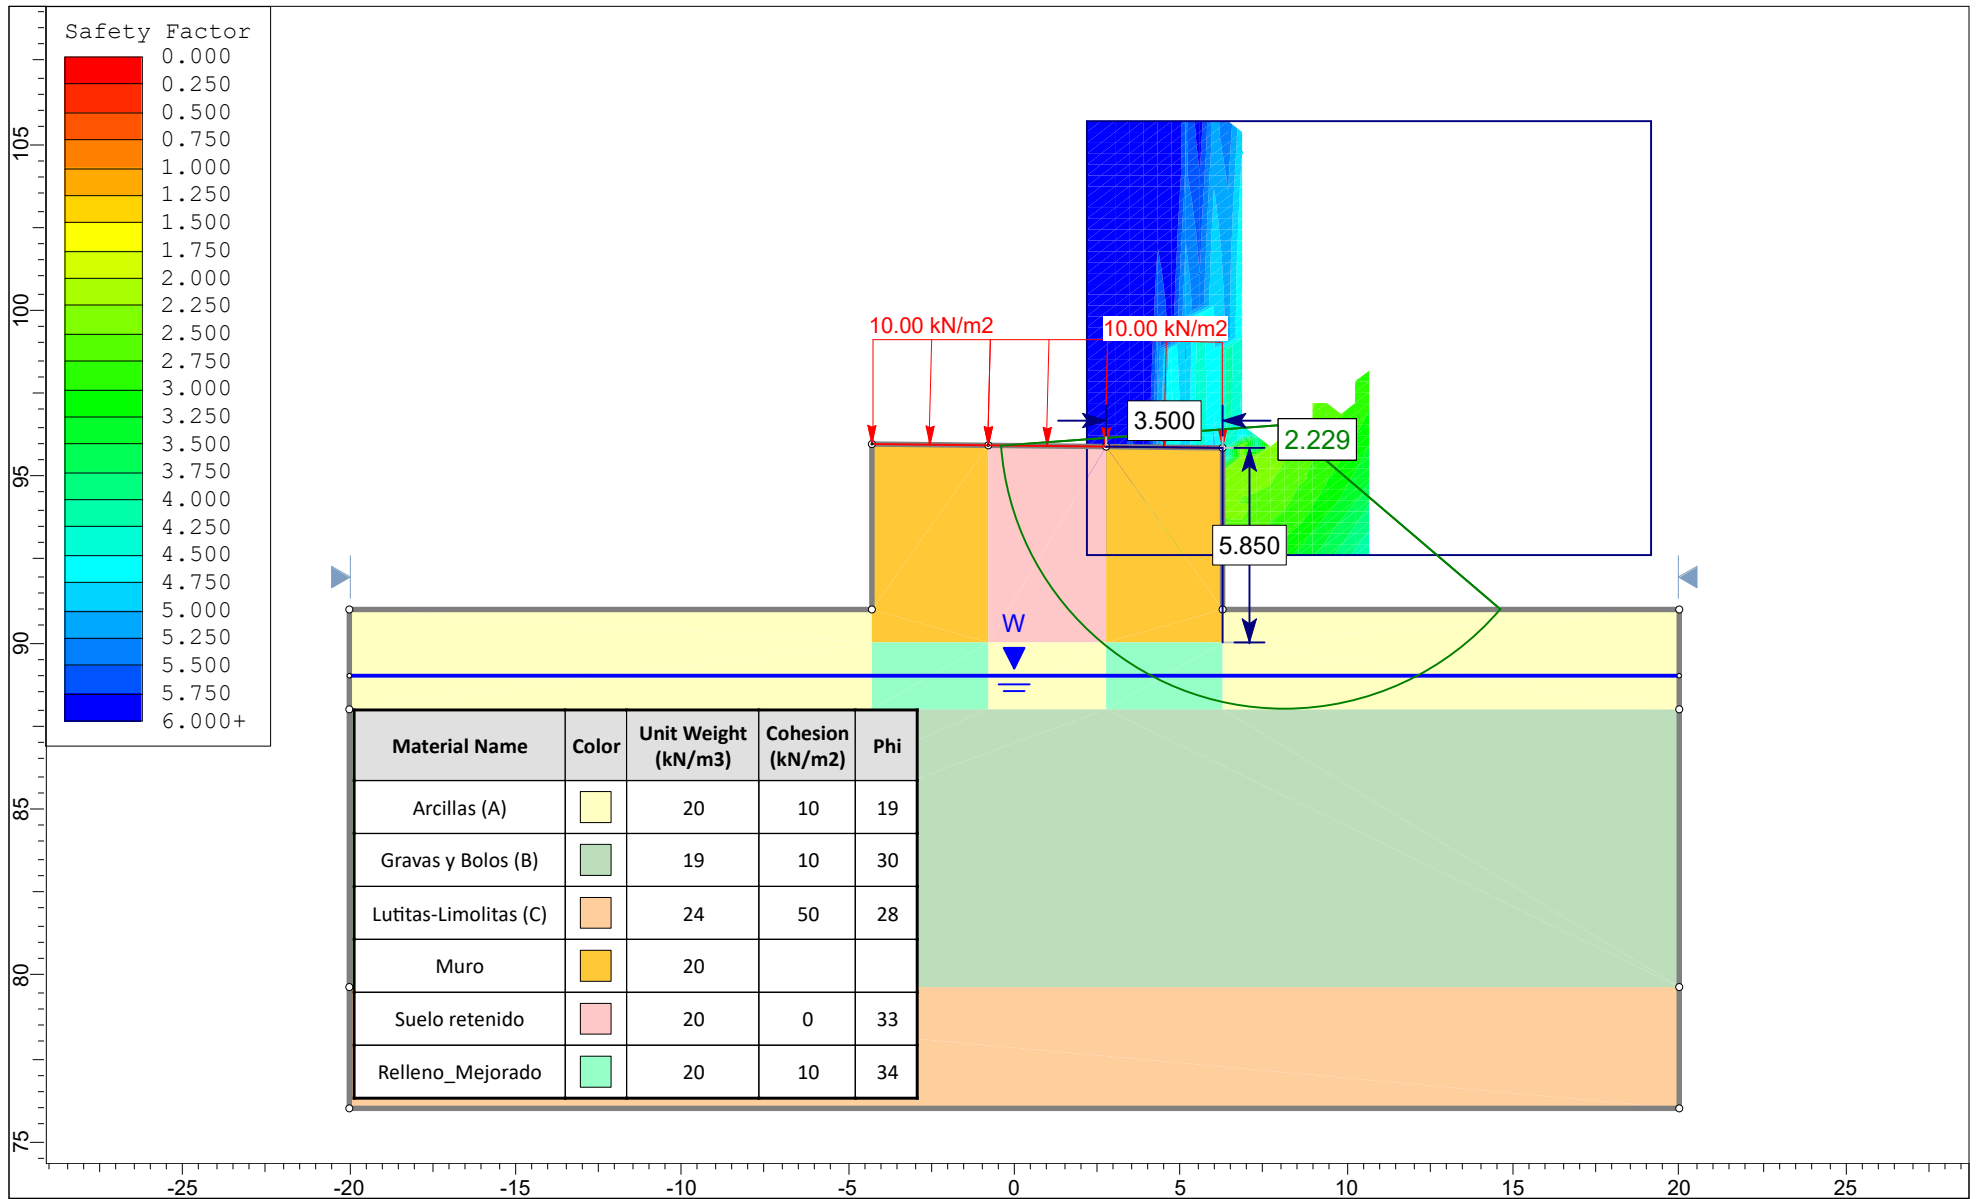 Safety Factor
0.000
0.250
0.500
0.750
1.000
1.250
1.500
1.750
2.000
2.250
2.500
2.750
3.000
3.250
3.500
3.750
4.000
4.250
4.500
4.750
5.000
5.250
5.500
5.750
6.000+
105
100
95
90
85
80
75
10.00 kN/m2
10.00 kN/m2
3.500
2.229
5.850
W
Material Name Color Unit Weight (kN/m3) Cohesion (kN/m2) Phi
Arcillas (A) 20 10 19
Gravas y Bolos (B) 19 10 30
Lutitas-Limolitas (C) 24 50 28
Muro 20
Suelo retenido 20 0 33
Relleno_Mejorado 20 10 34
-25 -20 -15 -10 -5 0 5 10 15 20 25